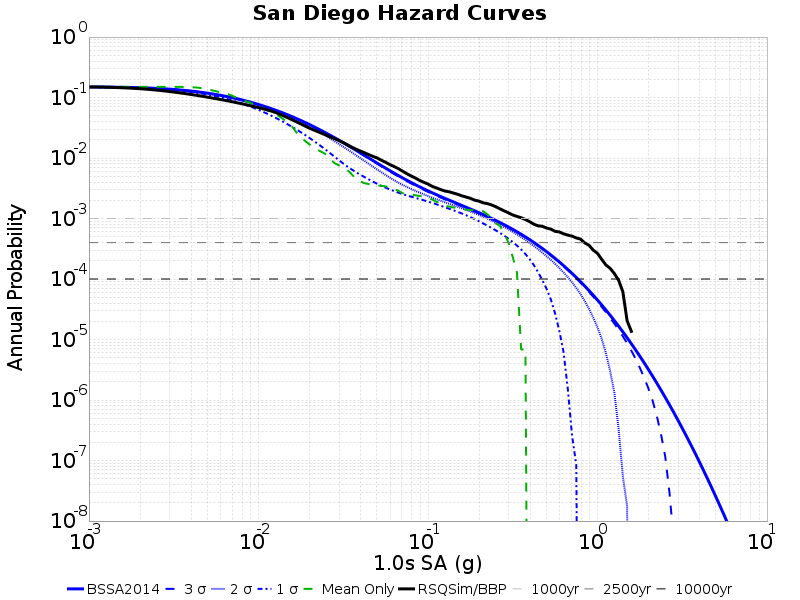 San Diego Hazard Curves
10^0
10^-1
10^-2
10^-3
10^-4
10^-5
10^-6
10^-7
10^-8
Annual Probability
10^-3 10^-2 10^-1 10^0 10^1
1.0s SA (g)
BSSA2014 3 σ 2 σ 1 σ Mean Only RSQSim/BBP 1000yr 2500yr 10000yr